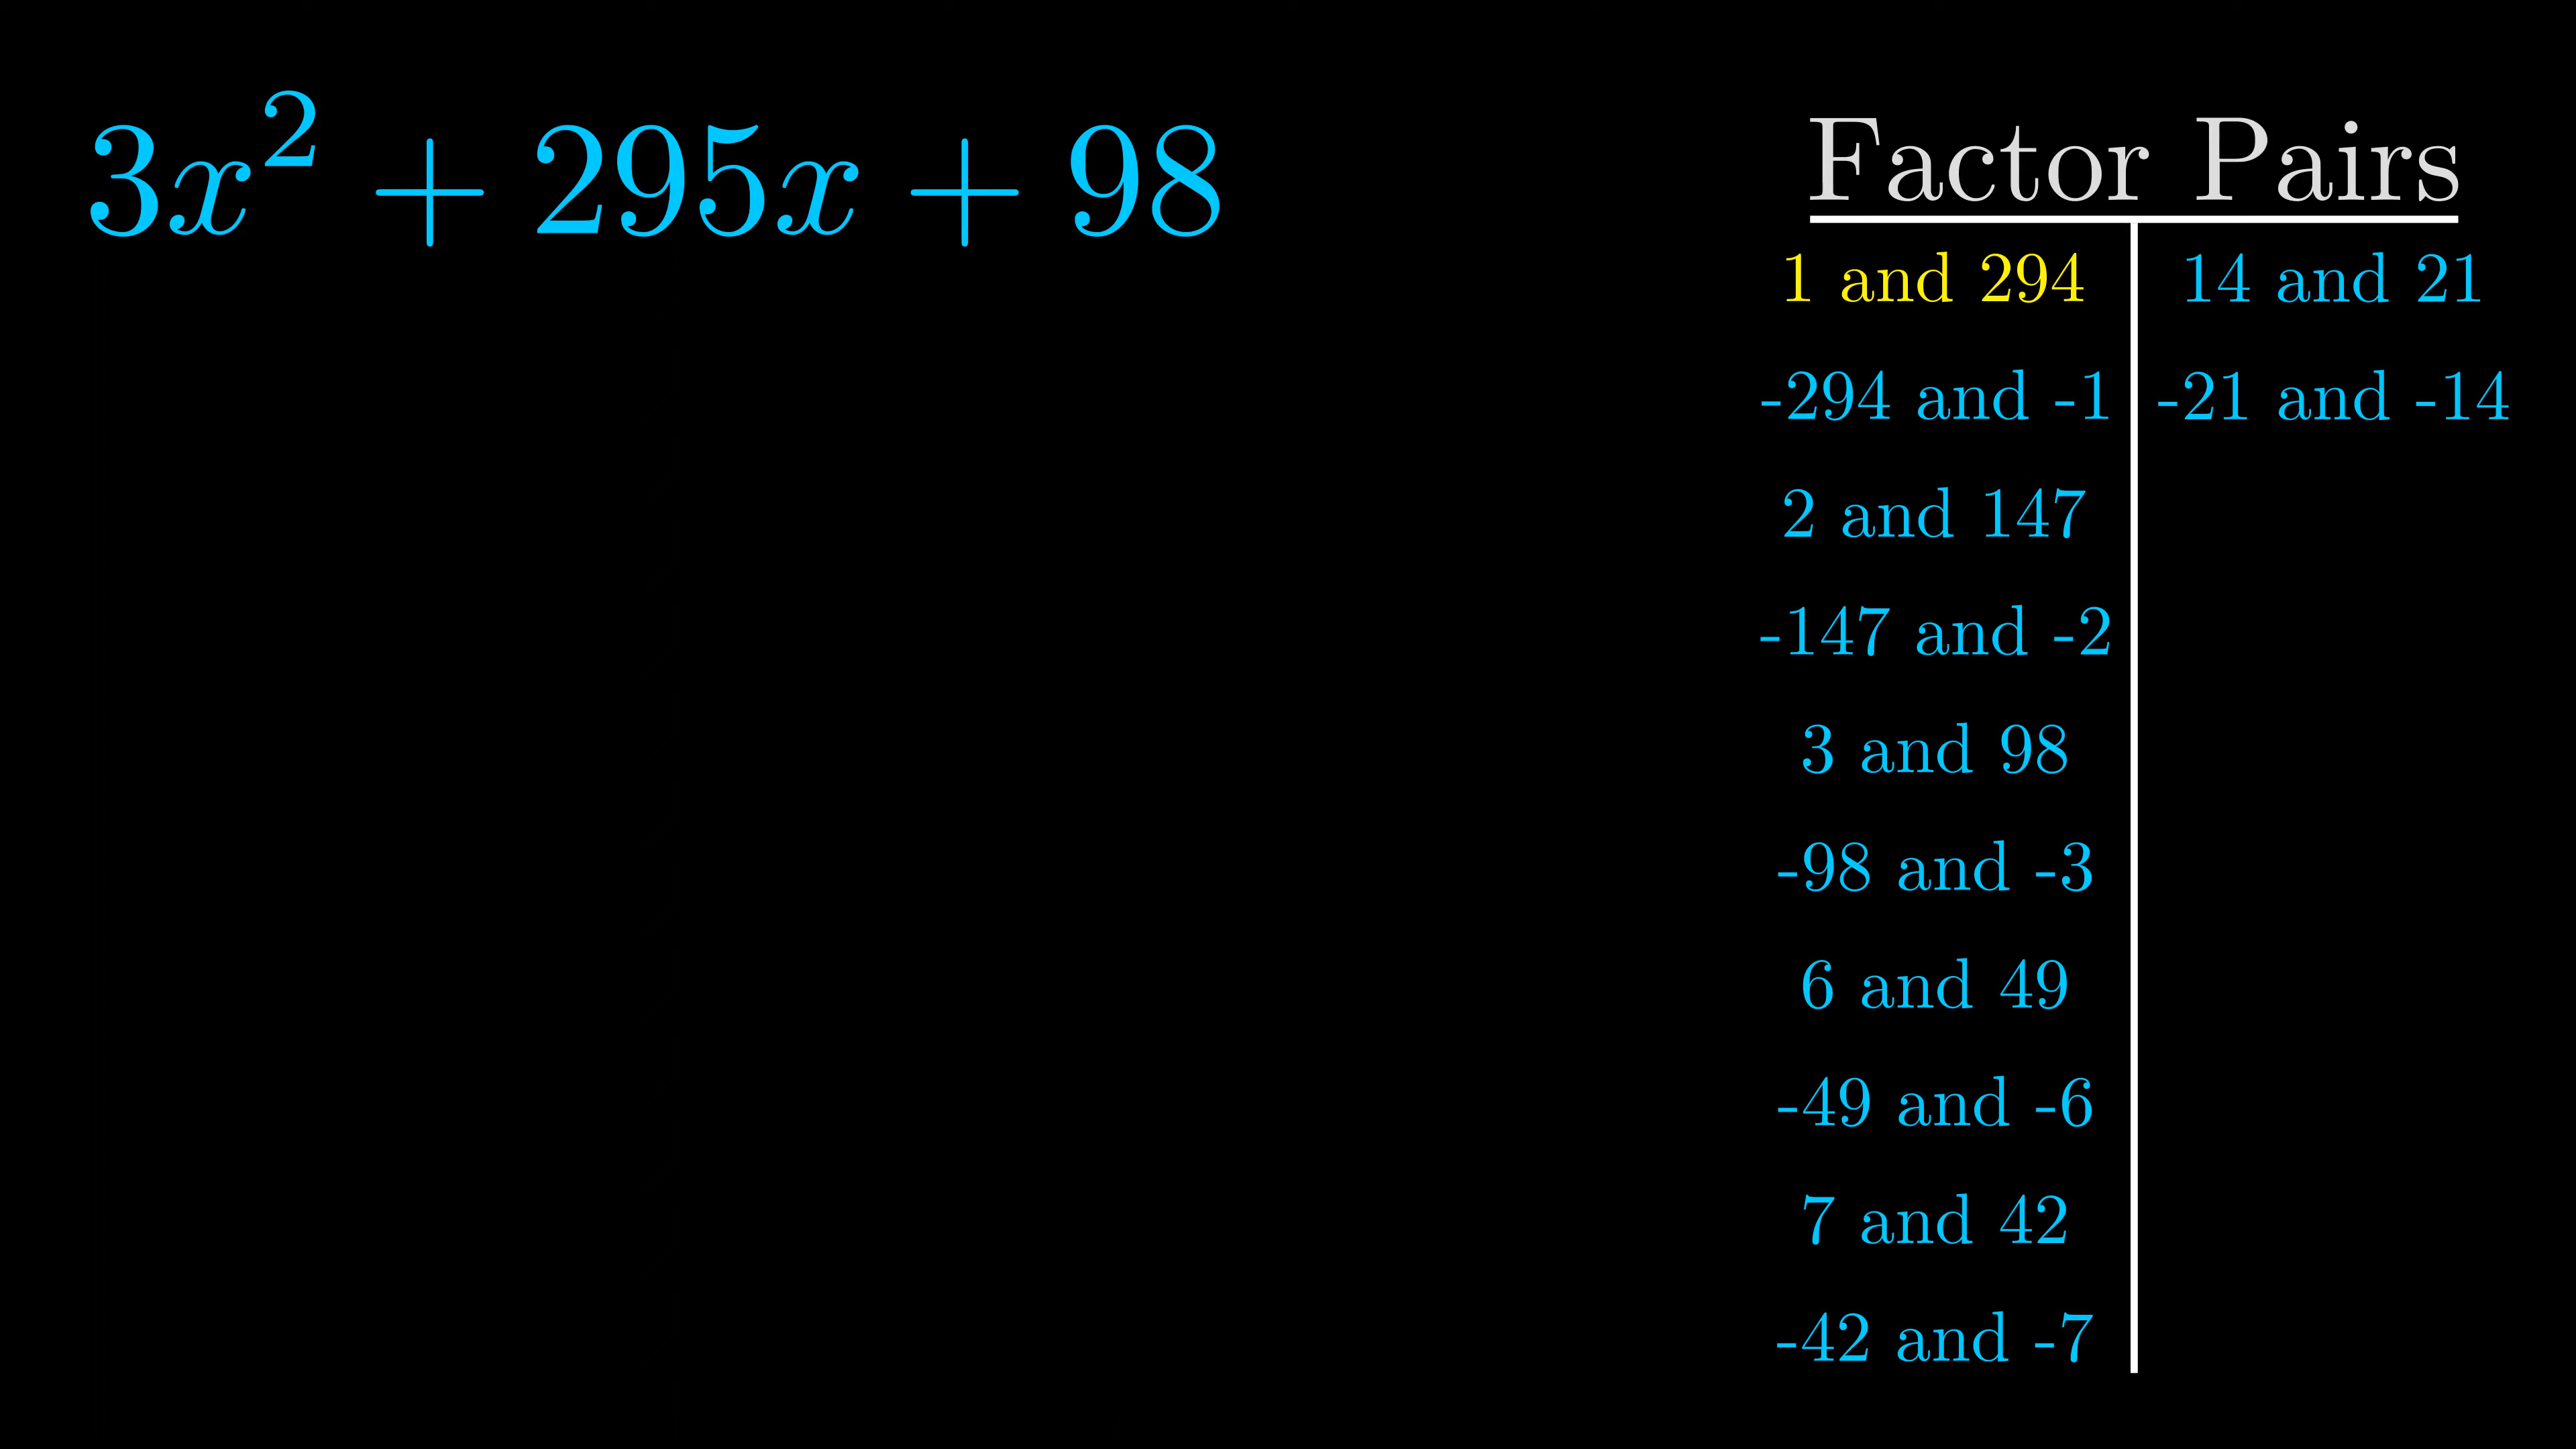 3x² + 295x + 98
Factor Pairs
1 and 294
-294 and -1
2 and 147
-147 and -2
3 and 98
-98 and -3
6 and 49
-49 and -6
7 and 42
-42 and -7
14 and 21
-21 and -14